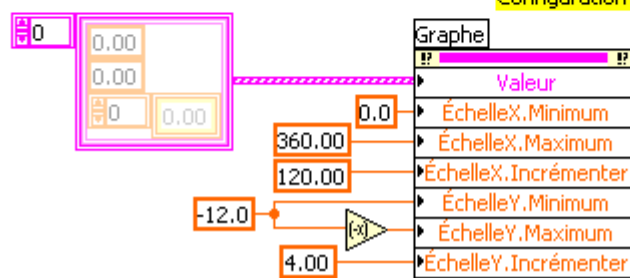 Configuration
0
0.00
0.00
0
0.00
Graphe
Valeur
0.0
ÉchelleX.Minimum
360.00
ÉchelleX.Maximum
120.00
ÉchelleX.Incrémenter
-12.0
ÉchelleY.Minimum
(-x)
ÉchelleY.Maximum
4.00
ÉchelleY.Incrémenter